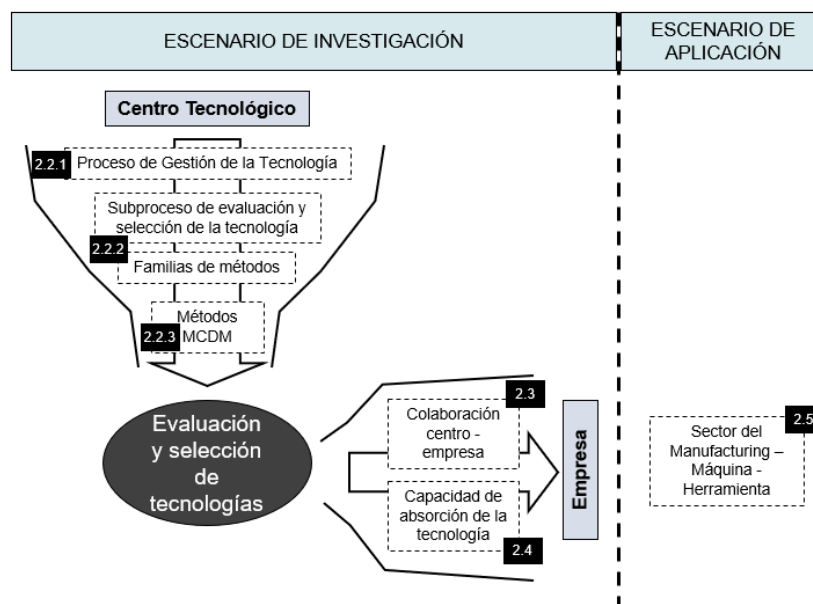 ESCENARIO DE INVESTIGACIÓN
ESCENARIO DE
APLICACIÓN
Centro Tecnológico
2.2.1
Proceso de Gestión de la Tecnología
Subproceso de evaluación y
selección de la tecnología
2.2.2
Familias de métodos
Métodos
2.2.3
MCDM
Evaluación
y selección
de
tecnologías
2.3
Colaboración
centro -
empresa
Capacidad de
absorción de la
tecnología
2.4
Empresa
2.5
Sector del
Manufacturing –
Máquina -
Herramienta